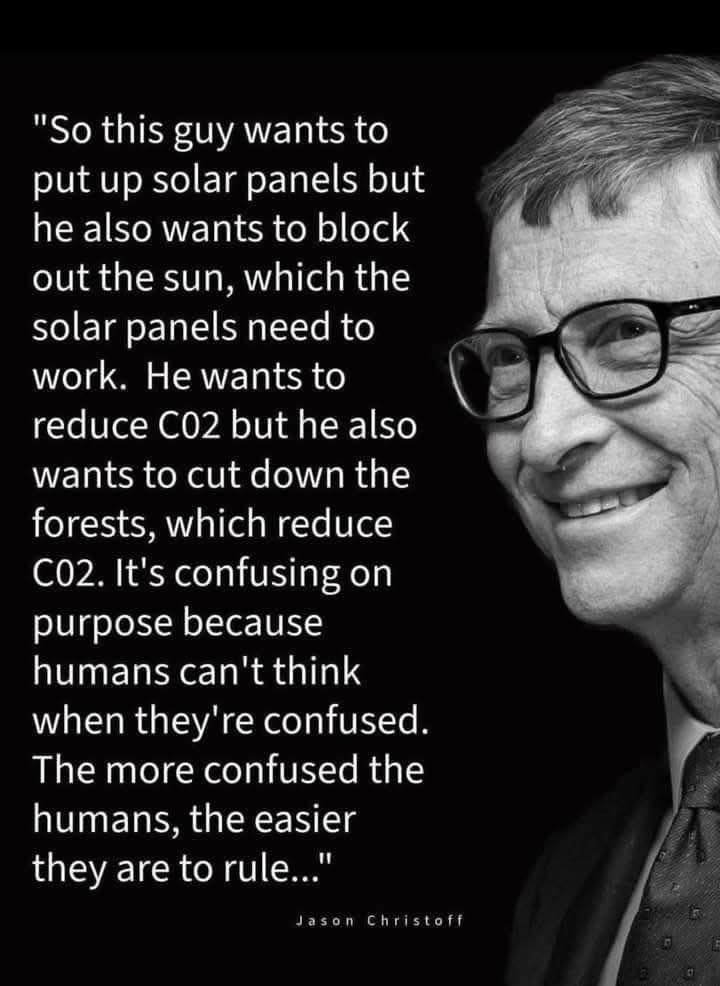 "So this guy wants to
put up solar panels but
he also wants to block
out the sun, which the
solar panels need to
work.  He wants to
reduce C02 but he also
wants to cut down the
forests, which reduce
C02. It's confusing on
purpose because
humans can't think
when they're confused.
The more confused the
humans, the easier
they are to rule..."
Jason Christoff